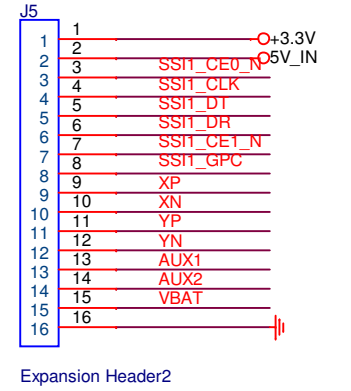 J5
1 1 +3.3V
2 2 5V_IN
3 3 SSI1_CE0_N
4 4 SSI1_CLK
5 5 SSI1_DT
6 6 SSI1_DR
7 7 SSI1_CE1_N
8 8 SSI1_GPC
9 9 XP
10 10 XN
11 11 YP
12 12 YN
13 13 AUX1
14 14 AUX2
15 15 VBAT
16 16
Expansion Header2